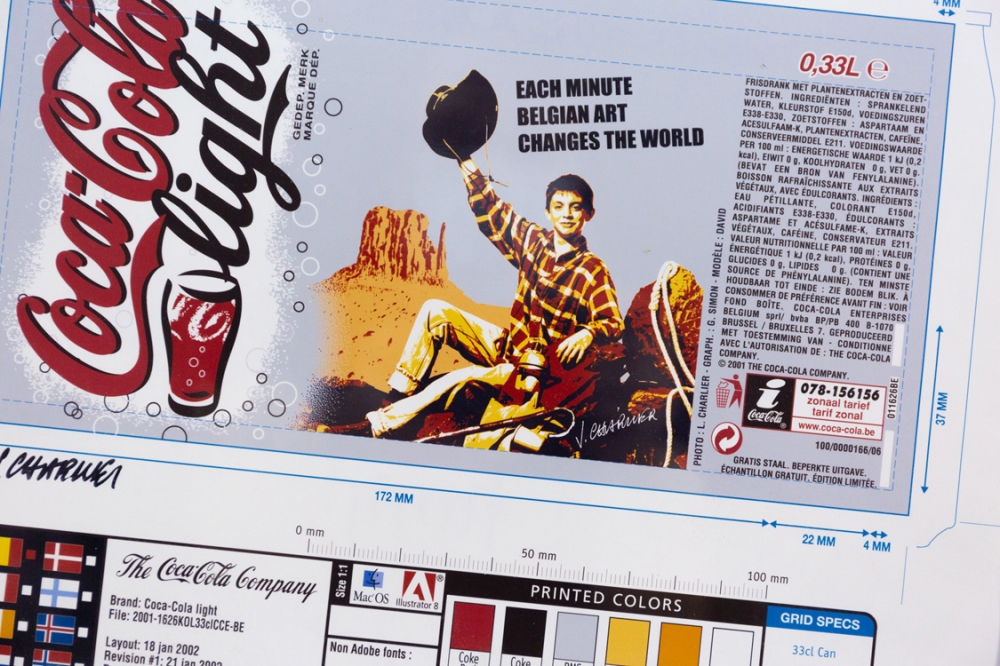 4 MM
Coca-Cola
light
GEDEP. MERK
MARQUE DÉP.
EACH MINUTE
BELGIAN ART
CHANGES THE WORLD
J. CHARLIER
PHOTO : L. CHARLIER - GRAPH. : G. SIMON - MODÈLE : DAVID
0,33L e
FRISDRANK MET PLANTENEXTRACTEN EN ZOET-
STOFFEN. INGREDIËNTEN : SPRANKELEND
WATER, KLEURSTOF E150d, VOEDINGSZUREN
E338-E330, ZOETSTOFFEN : ASPARTAAM EN
ACESULFAAM-K, PLANTENEXTRACTEN, CAFEÏNE,
CONSERVEERMIDDEL E211. VOEDINGSWAARDE
PER 100 ml : ENERGETISCHE WAARDE 1 kJ (0,2
kcal), EIWIT 0 g, KOOLHYDRATEN 0 g, VET 0 g.
(BEVAT EEN BRON VAN FENYLALANINE).
BOISSON RAFRAÎCHISSANTE AUX EXTRAITS
VÉGÉTAUX, AVEC ÉDULCORANTS. INGRÉDIENTS :
EAU PÉTILLANTE, COLORANT E150d,
ACIDIFIANTS E338-E330, ÉDULCORANTS :
ASPARTAME ET ACÉSULFAME-K, EXTRAITS
VÉGÉTAUX, CAFÉINE, CONSERVATEUR E211.
VALEUR NUTRITIONNELLE PAR 100 ml : VALEUR
ÉNERGÉTIQUE 1 kJ (0,2 kcal), PROTÉINES 0 g,
GLUCIDES 0 g, LIPIDES 0 g. (CONTIENT UNE
SOURCE DE PHÉNYLALANINE). TEN MINSTE
HOUDBAAR TOT EINDE : ZIE BODEM BLIK. À
CONSOMMER DE PRÉFÉRENCE AVANT FIN : VOIR
FOND BOÎTE. COCA-COLA ENTERPRISES
BELGIUM sprl/ bvba BP/PB 400 B-1070
BRUSSEL / BRUXELLES 7. GEPRODUCEERD
MET TOESTEMMING VAN - CONDITIONNÉ
AVEC L'AUTORISATION DE : THE COCA-COLA
COMPANY.
© 2001 THE COCA-COLA COMPANY.
i
Coca-Cola
078-156156
zonaal tarief
tarif zonal
www.coca-cola.be
011626BE
100/0000166/06
GRATIS STAAL. BEPERKTE UITGAVE.
ÉCHANTILLON GRATUIT. ÉDITION LIMITÉE.
37 MM
J. CHARLIER
172 MM
22 MM
4 MM
0 mm
50 mm
100 mm
The Coca-Cola Company
Brand: Coca-Cola light
File: 2001-1626KOL33clCCE-BE
Layout: 18 jan 2002
Revision #1: 21 jan 2002
Size 1:1
MacOS
Illustrator 8
Non Adobe fonts :
PRINTED COLORS
Coke
Coke
PMS
GRID SPECS
33cl Can